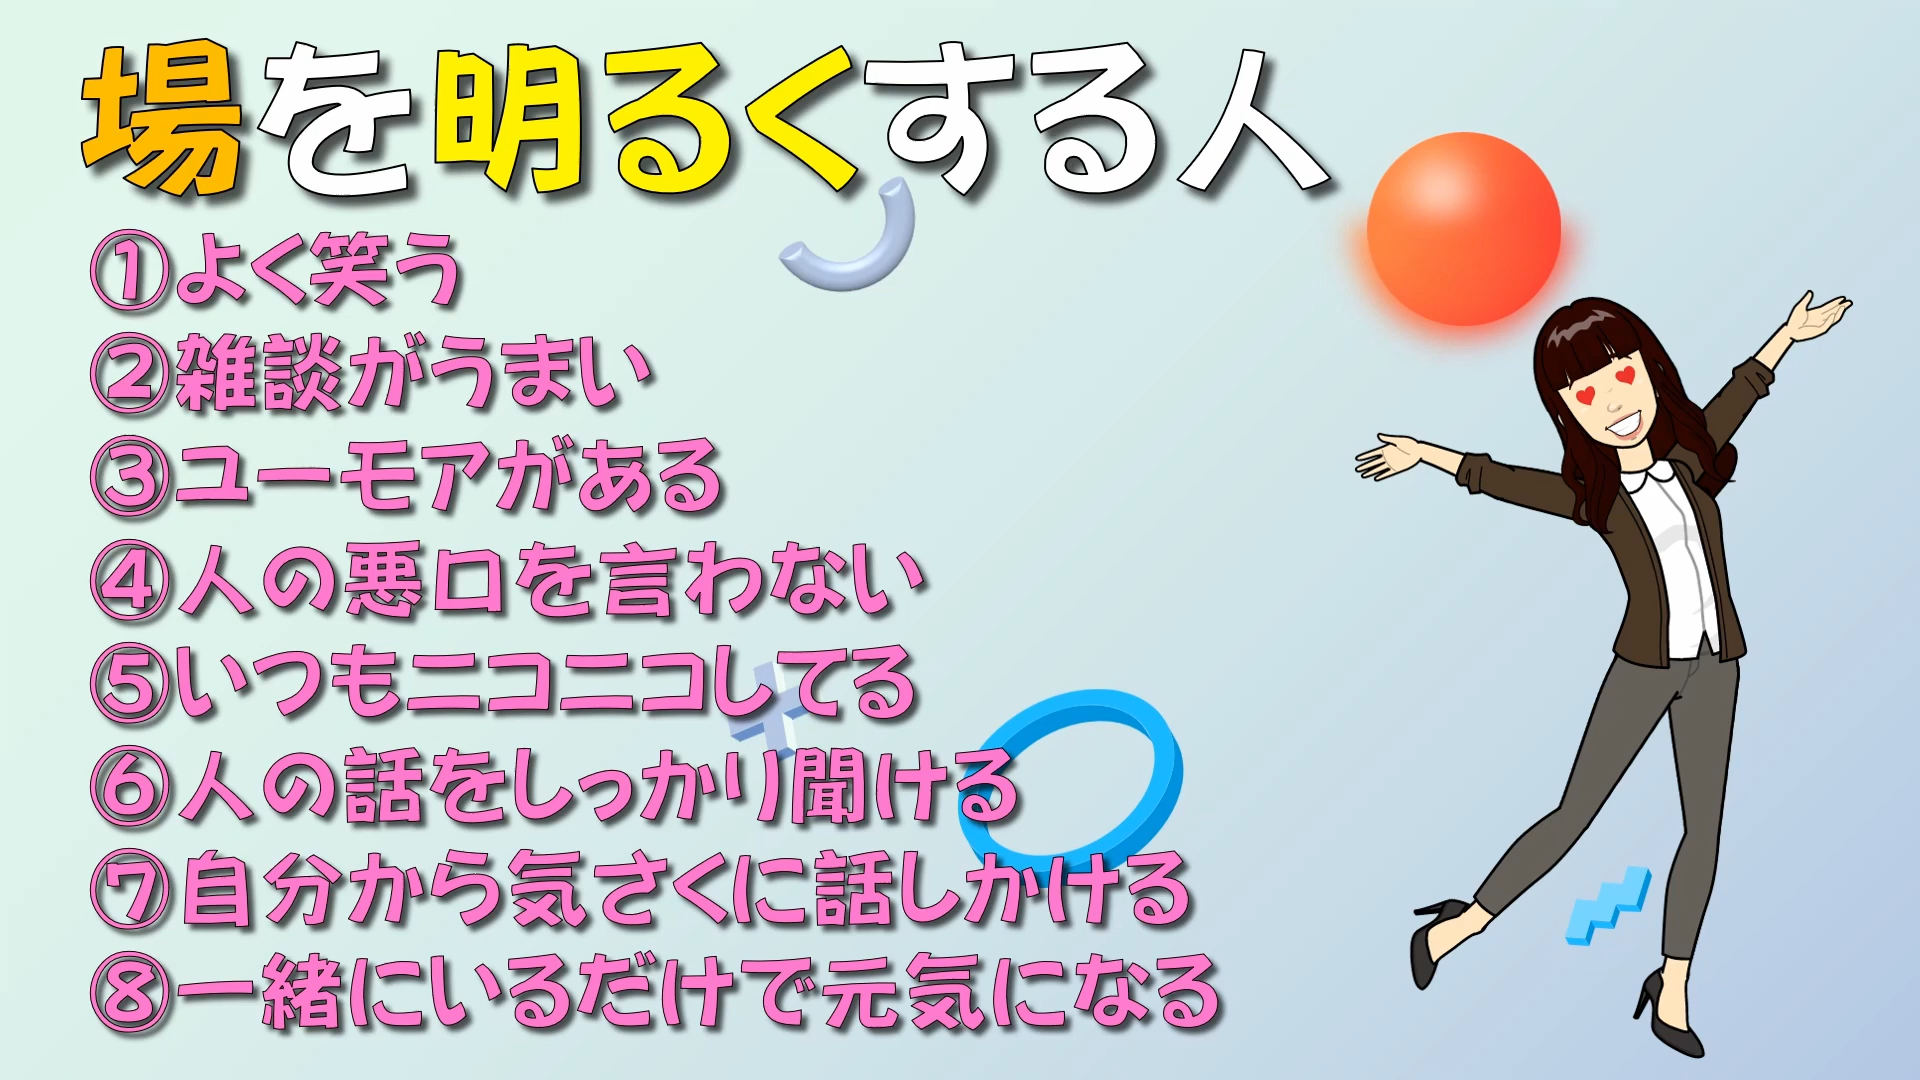 場を明るくする人
①よく笑う
②雑談がうまい
③ユーモアがある
④人の悪口を言わない
⑤いつもニコニコしてる
⑥人の話をしっかり聞ける
⑦自分から気さくに話しかける
⑧一緒にいるだけで元気になる